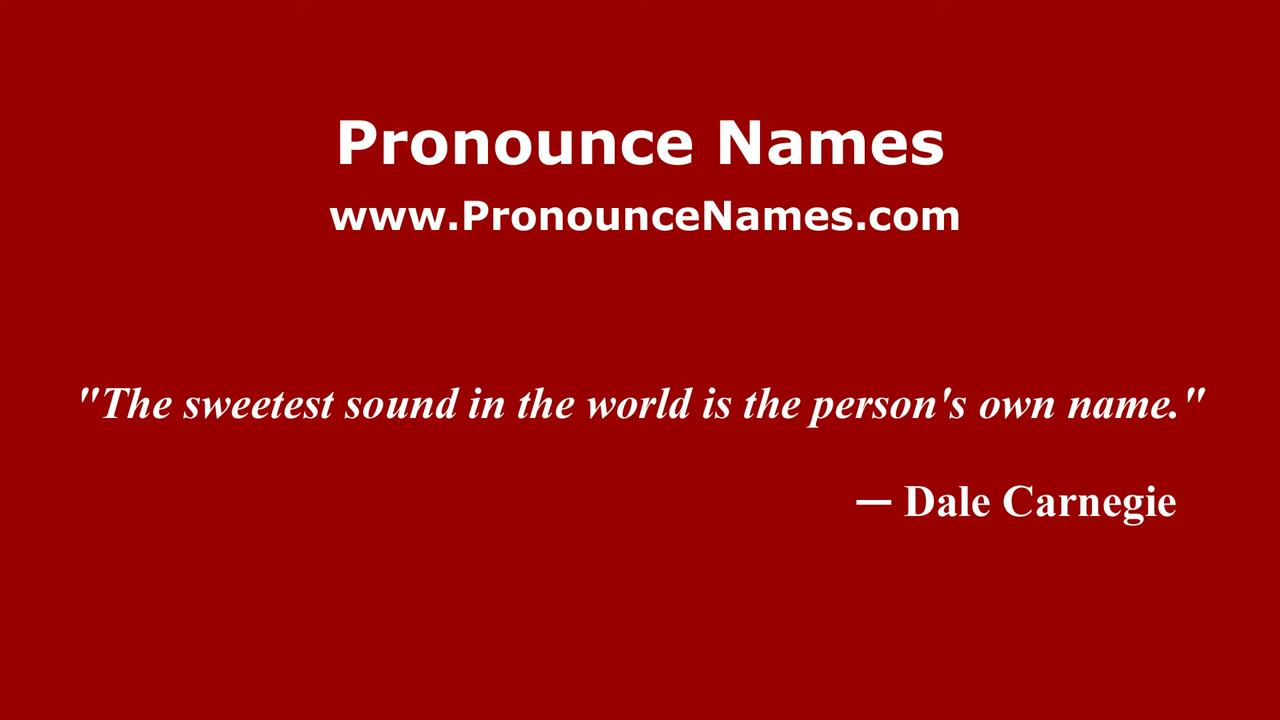 Pronounce Names
www.PronounceNames.com
"The sweetest sound in the world is the person's own name."
— Dale Carnegie